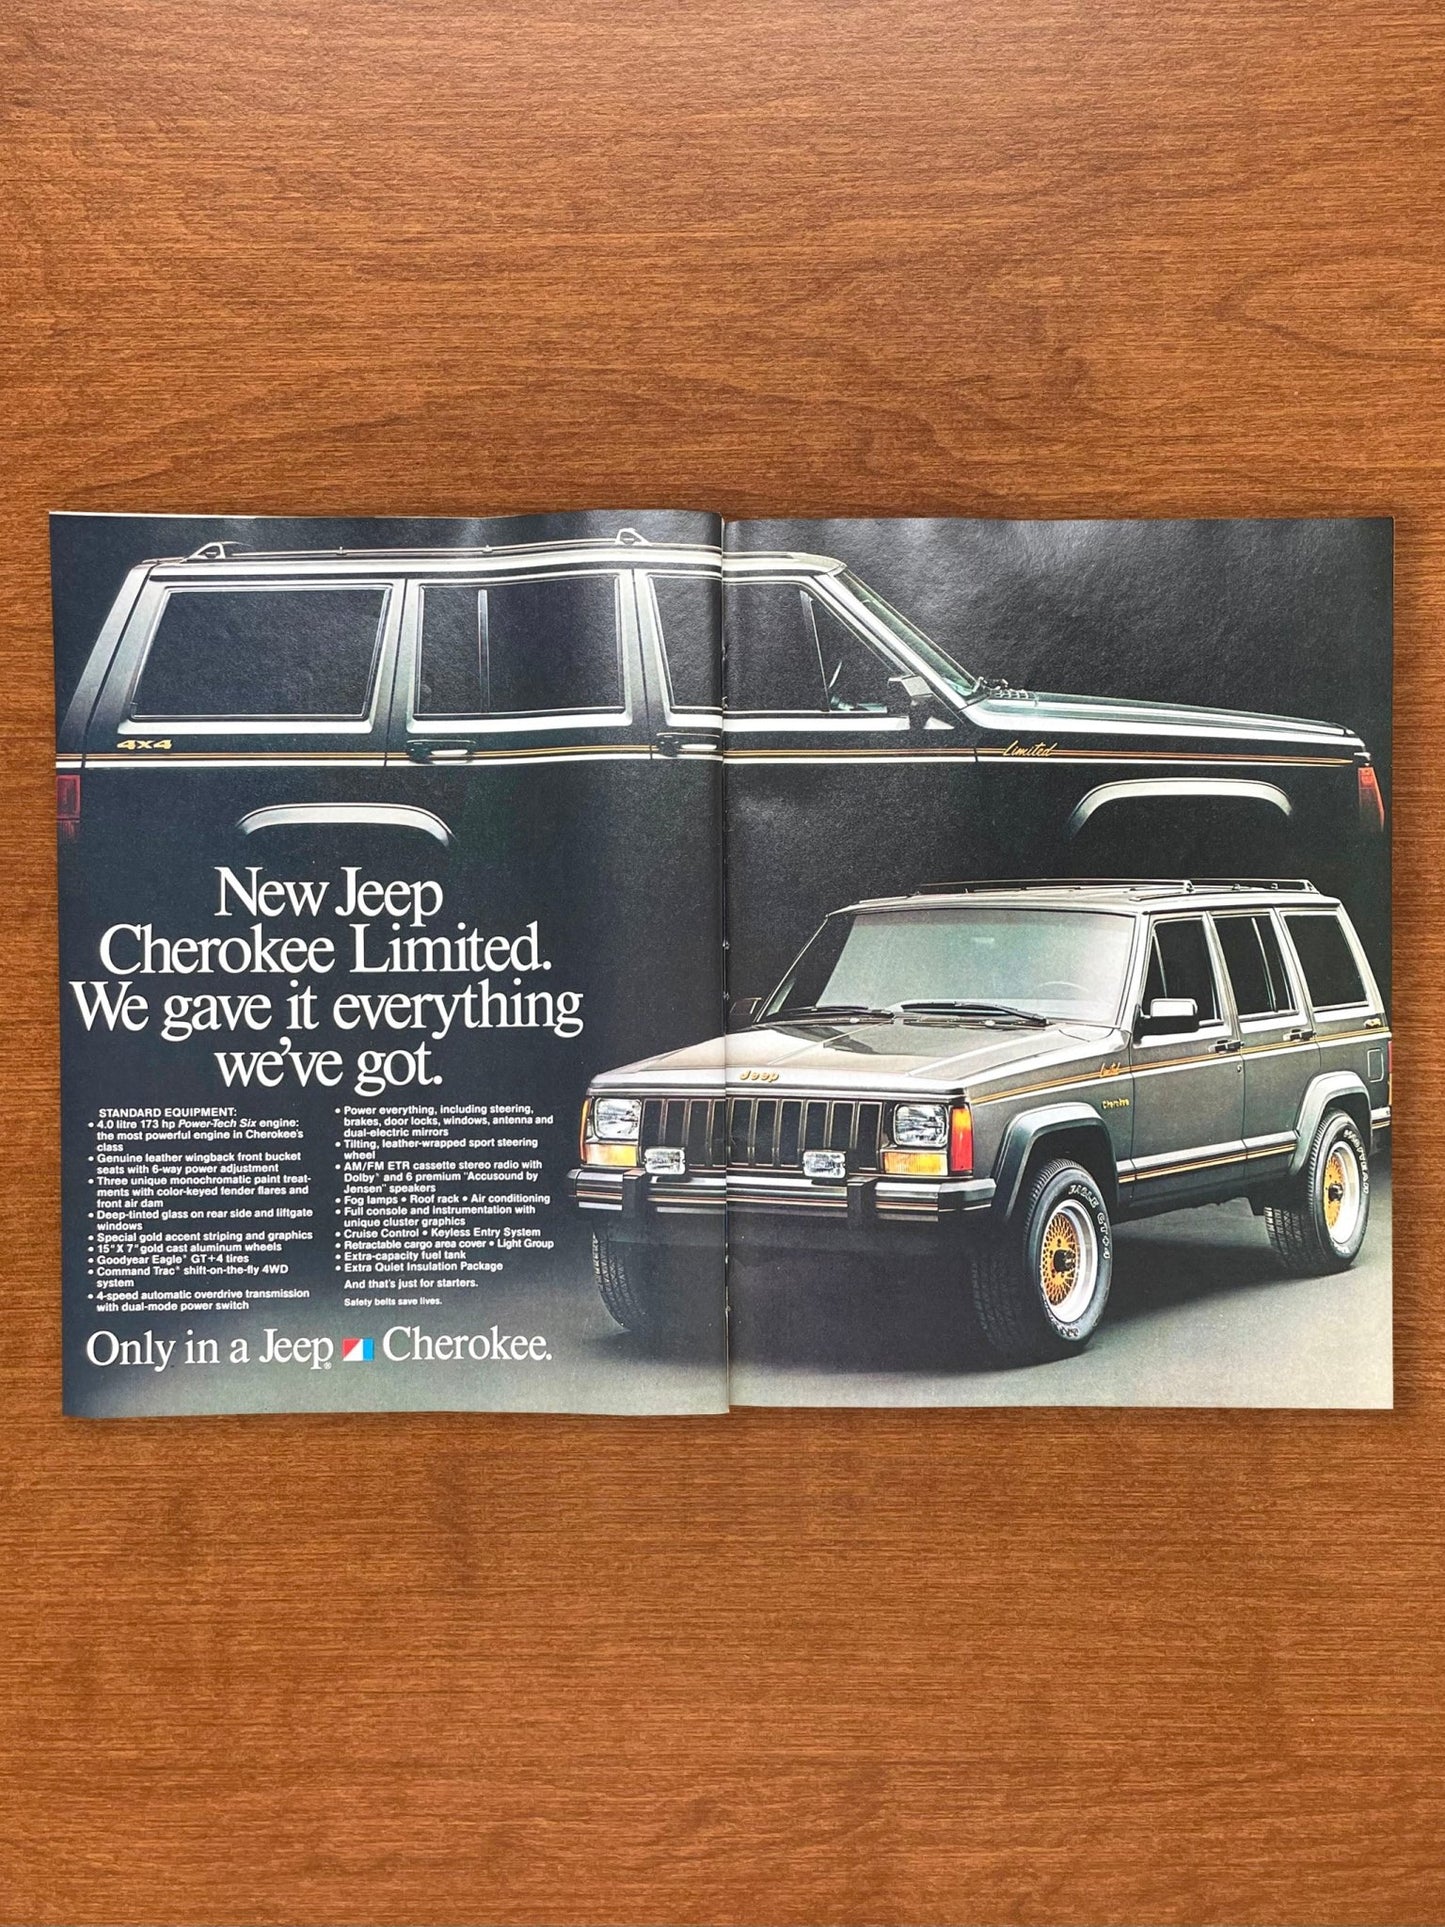 4x4
Limited
New Jeep
Cherokee Limited.
We gave it everything
we've got.
STANDARD EQUIPMENT:
• 4.0 litre 173 hp Power-Tech Six engine:
the most powerful engine in Cherokee's
class
• Genuine leather wingback front bucket
seats with 6-way power adjustment
• Three unique monochromatic paint treat-
ments with color-keyed fender flares and
front air dam
• Deep-tinted glass on rear side and liftgate
windows
• Special gold accent striping and graphics
• 15" X 7" gold cast aluminum wheels
• Goodyear Eagle® GT+4 tires
• Command Trac® shift-on-the-fly 4WD
system
• 4-speed automatic overdrive transmission
with dual-mode power switch
• Power everything, including steering,
brakes, door locks, windows, antenna and
dual-electric mirrors
• Tilting, leather-wrapped sport steering
wheel
• AM/FM ETR cassette stereo radio with
Dolby® and 6 premium "Accusound by
Jensen" speakers
• Fog lamps • Roof rack • Air conditioning
• Full console and instrumentation with
unique cluster graphics
• Cruise Control • Keyless Entry System
• Retractable cargo area cover • Light Group
• Extra-capacity fuel tank
• Extra Quiet Insulation Package
And that's just for starters.
Safety belts save lives.
Only in a Jeep® Cherokee.
Jeep
Limited
Cherokee
EAGLE GT+4
GOODYEAR